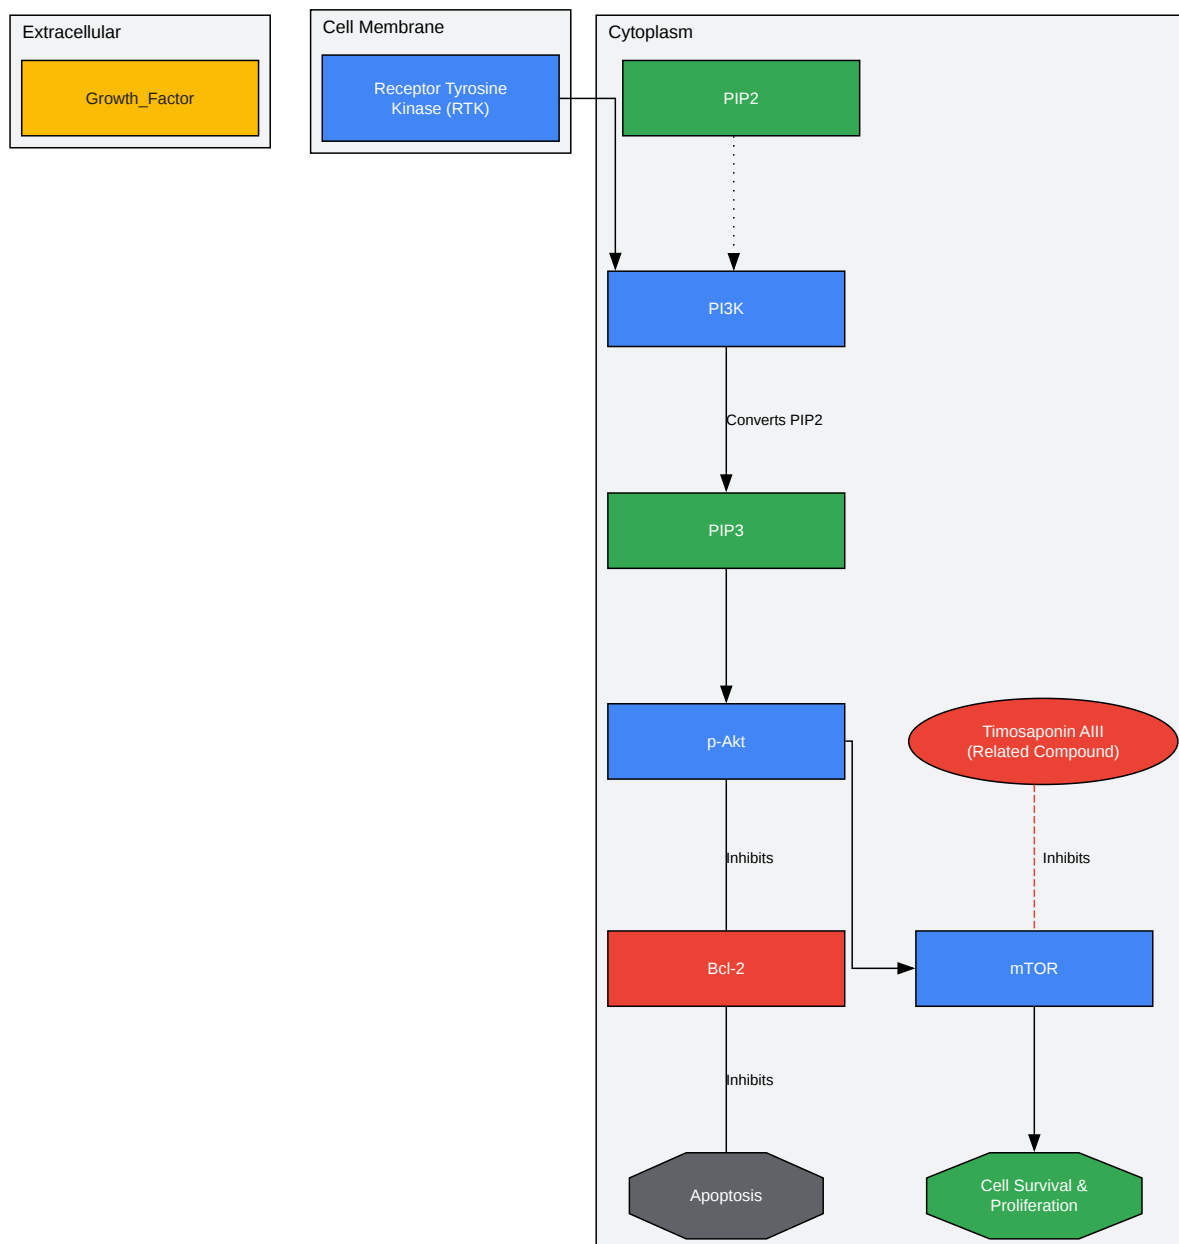 Extracellular
Growth_Factor
Cell Membrane
Receptor Tyrosine
Kinase (RTK)
Cytoplasm
PIP2
PI3K
Converts PIP2
PIP3
p-Akt
Timosaponin AIII
(Related Compound)
Inhibits
Inhibits
Bcl-2
mTOR
Inhibits
Apoptosis
Cell Survival &
Proliferation